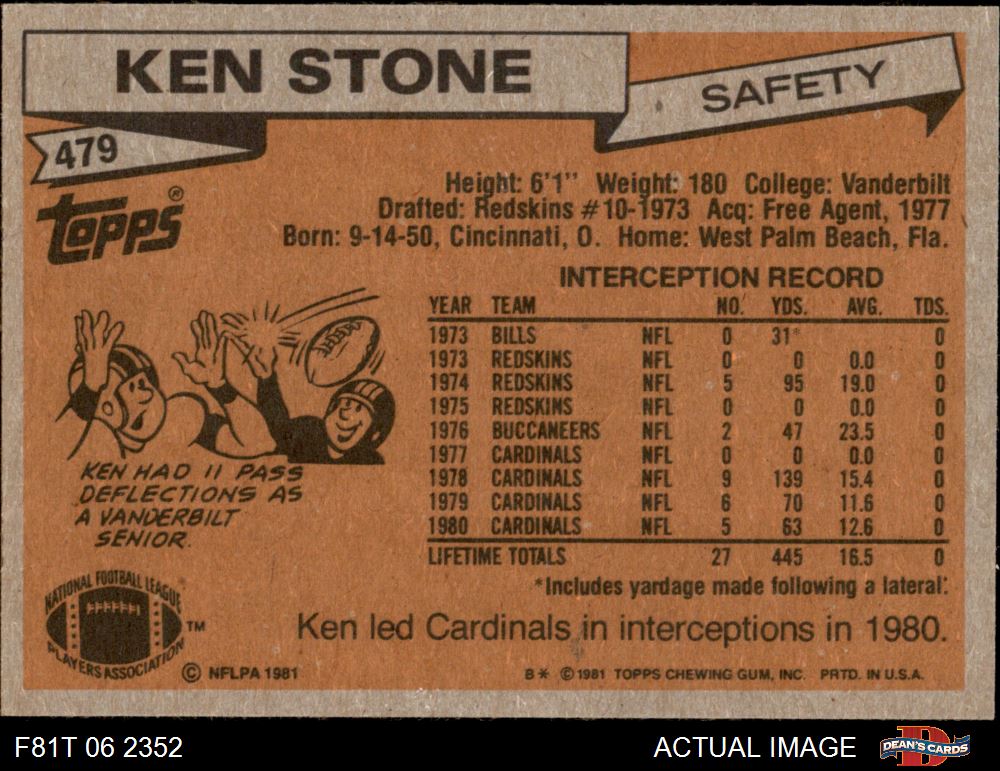 KEN STONE
SAFETY
479
Topps®
Height: 6'1" Weight: 180 College: Vanderbilt
Drafted: Redskins #10-1973 Acq: Free Agent, 1977
Born: 9-14-50, Cincinnati, O. Home: West Palm Beach, Fla.
INTERCEPTION RECORD
YEAR TEAM NO. YDS. AVG. TDS.
1973 BILLS NFL 0 31* 0
1973 REDSKINS NFL 0 0 0.0 0
1974 REDSKINS NFL 5 95 19.0 0
1975 REDSKINS NFL 0 0 0.0 0
1976 BUCCANEERS NFL 2 47 23.5 0
1977 CARDINALS NFL 0 0 0.0 0
1978 CARDINALS NFL 9 139 15.4 0
1979 CARDINALS NFL 6 70 11.6 0
1980 CARDINALS NFL 5 63 12.6 0
LIFETIME TOTALS 27 445 16.5 0
*Includes yardage made following a lateral.
KEN HAD 11 PASS
DEFLECTIONS AS
A VANDERBILT
SENIOR.
NATIONAL FOOTBALL LEAGUE
PLAYERS ASSOCIATION
TM
Ken led Cardinals in interceptions in 1980.
© NFLPA 1981
B* © 1981 TOPPS CHEWING GUM, INC. PRTD. IN U.S.A.
F81T 06 2352
ACTUAL IMAGE
DEAN'S CARDS